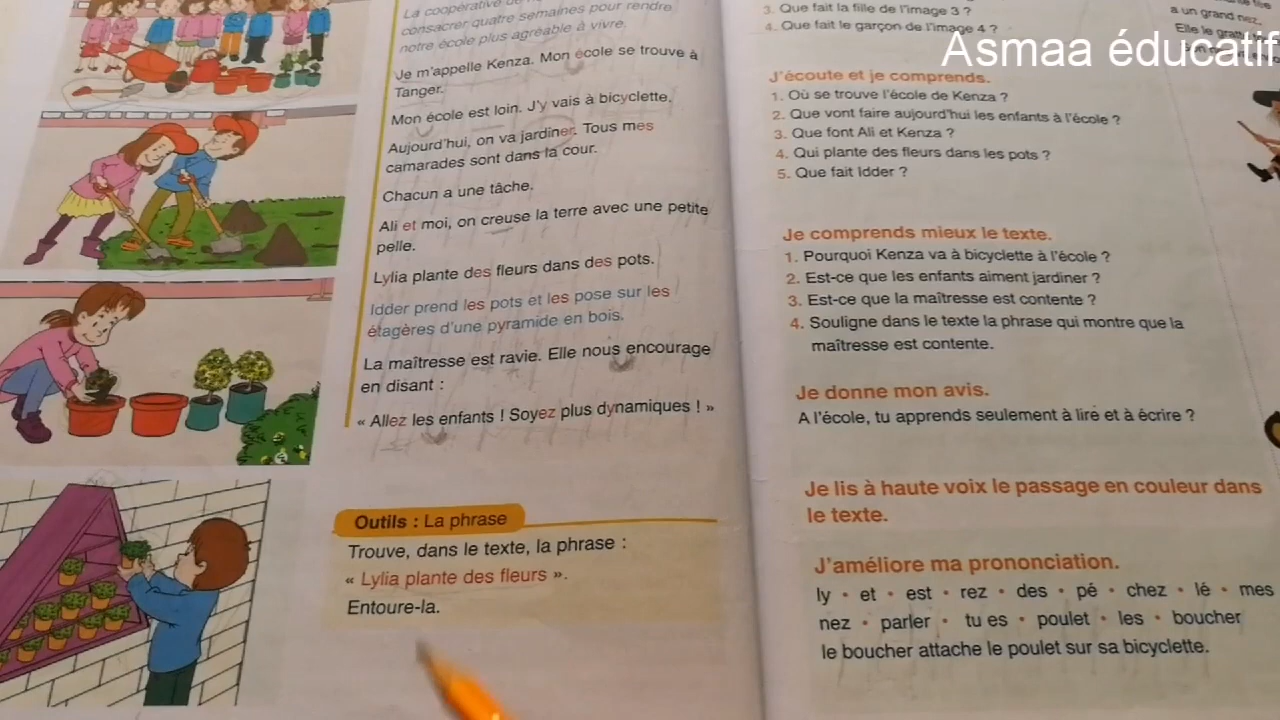 La coopérative de
consacrer quatre semaines pour rendre
notre école plus agréable à vivre.
Je m'appelle Kenza. Mon école se trouve à
Tanger.
Mon école est loin. J'y vais à bicyclette.
Aujourd'hui, on va jardiner. Tous mes
camarades sont dans la cour.
Chacun a une tâche.
Ali et moi, on creuse la terre avec une petite
pelle.
Lylia plante des fleurs dans des pots.
Idder prend les pots et les pose sur les
étagères d'une pyramide en bois.
La maîtresse est ravie. Elle nous encourage
en disant :
« Allez les enfants ! Soyez plus dynamiques ! »
Outils : La phrase
Trouve, dans le texte, la phrase :
« Lylia plante des fleurs ».
Entoure-la.
3. Que fait la fille de l'image 3 ?
4. Que fait le garçon de l'image 4 ?
J'écoute et je comprends.
1. Où se trouve l'école de Kenza ?
2. Que vont faire aujourd'hui les enfants à l'école ?
3. Que font Ali et Kenza ?
4. Qui plante des fleurs dans les pots ?
5. Que fait Idder ?
Je comprends mieux le texte.
1. Pourquoi Kenza va à bicyclette à l'école ?
2. Est-ce que les enfants aiment jardiner ?
3. Est-ce que la maîtresse est contente ?
4. Souligne dans le texte la phrase qui montre que la
maîtresse est contente.
Je donne mon avis.
A l'école, tu apprends seulement à lire et à écrire ?
Je lis à haute voix le passage en couleur dans
le texte.
J'améliore ma prononciation.
ly • et • est • rez • des • pé • chez • lé • mes
nez • parler • tu es • poulet • les • boucher
le boucher attache le poulet sur sa bicyclette.
a un grand nez.
Elle le
Asmaa éducatif